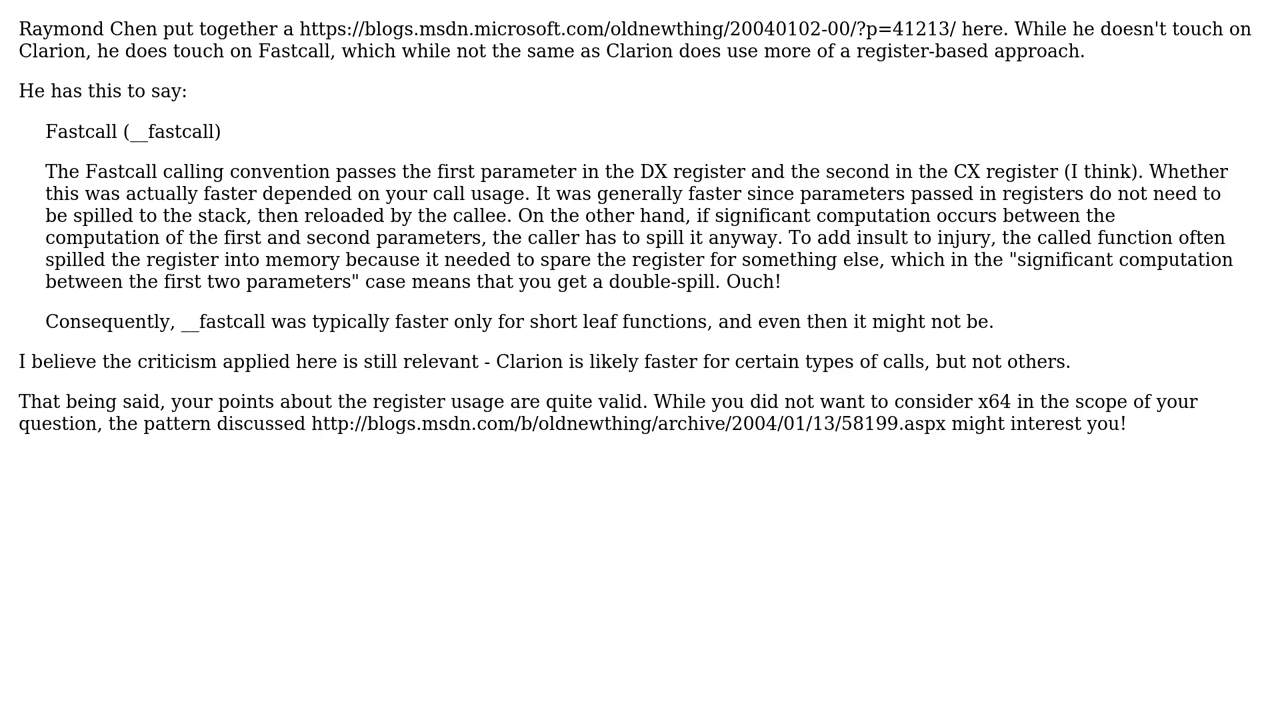 Raymond Chen put together a https://blogs.msdn.microsoft.com/oldnewthing/20040102-00/?p=41213/ here. While he doesn't touch on
Clarion, he does touch on Fastcall, which while not the same as Clarion does use more of a register-based approach.
He has this to say:
Fastcall (__fastcall)
The Fastcall calling convention passes the first parameter in the DX register and the second in the CX register (I think). Whether
this was actually faster depended on your call usage. It was generally faster since parameters passed in registers do not need to
be spilled to the stack, then reloaded by the callee. On the other hand, if significant computation occurs between the
computation of the first and second parameters, the caller has to spill it anyway. To add insult to injury, the called function often
spilled the register into memory because it needed to spare the register for something else, which in the "significant computation
between the first two parameters" case means that you get a double-spill. Ouch!
Consequently, __fastcall was typically faster only for short leaf functions, and even then it might not be.
I believe the criticism applied here is still relevant - Clarion is likely faster for certain types of calls, but not others.
That being said, your points about the register usage are quite valid. While you did not want to consider x64 in the scope of your
question, the pattern discussed http://blogs.msdn.com/b/oldnewthing/archive/2004/01/13/58199.aspx might interest you!